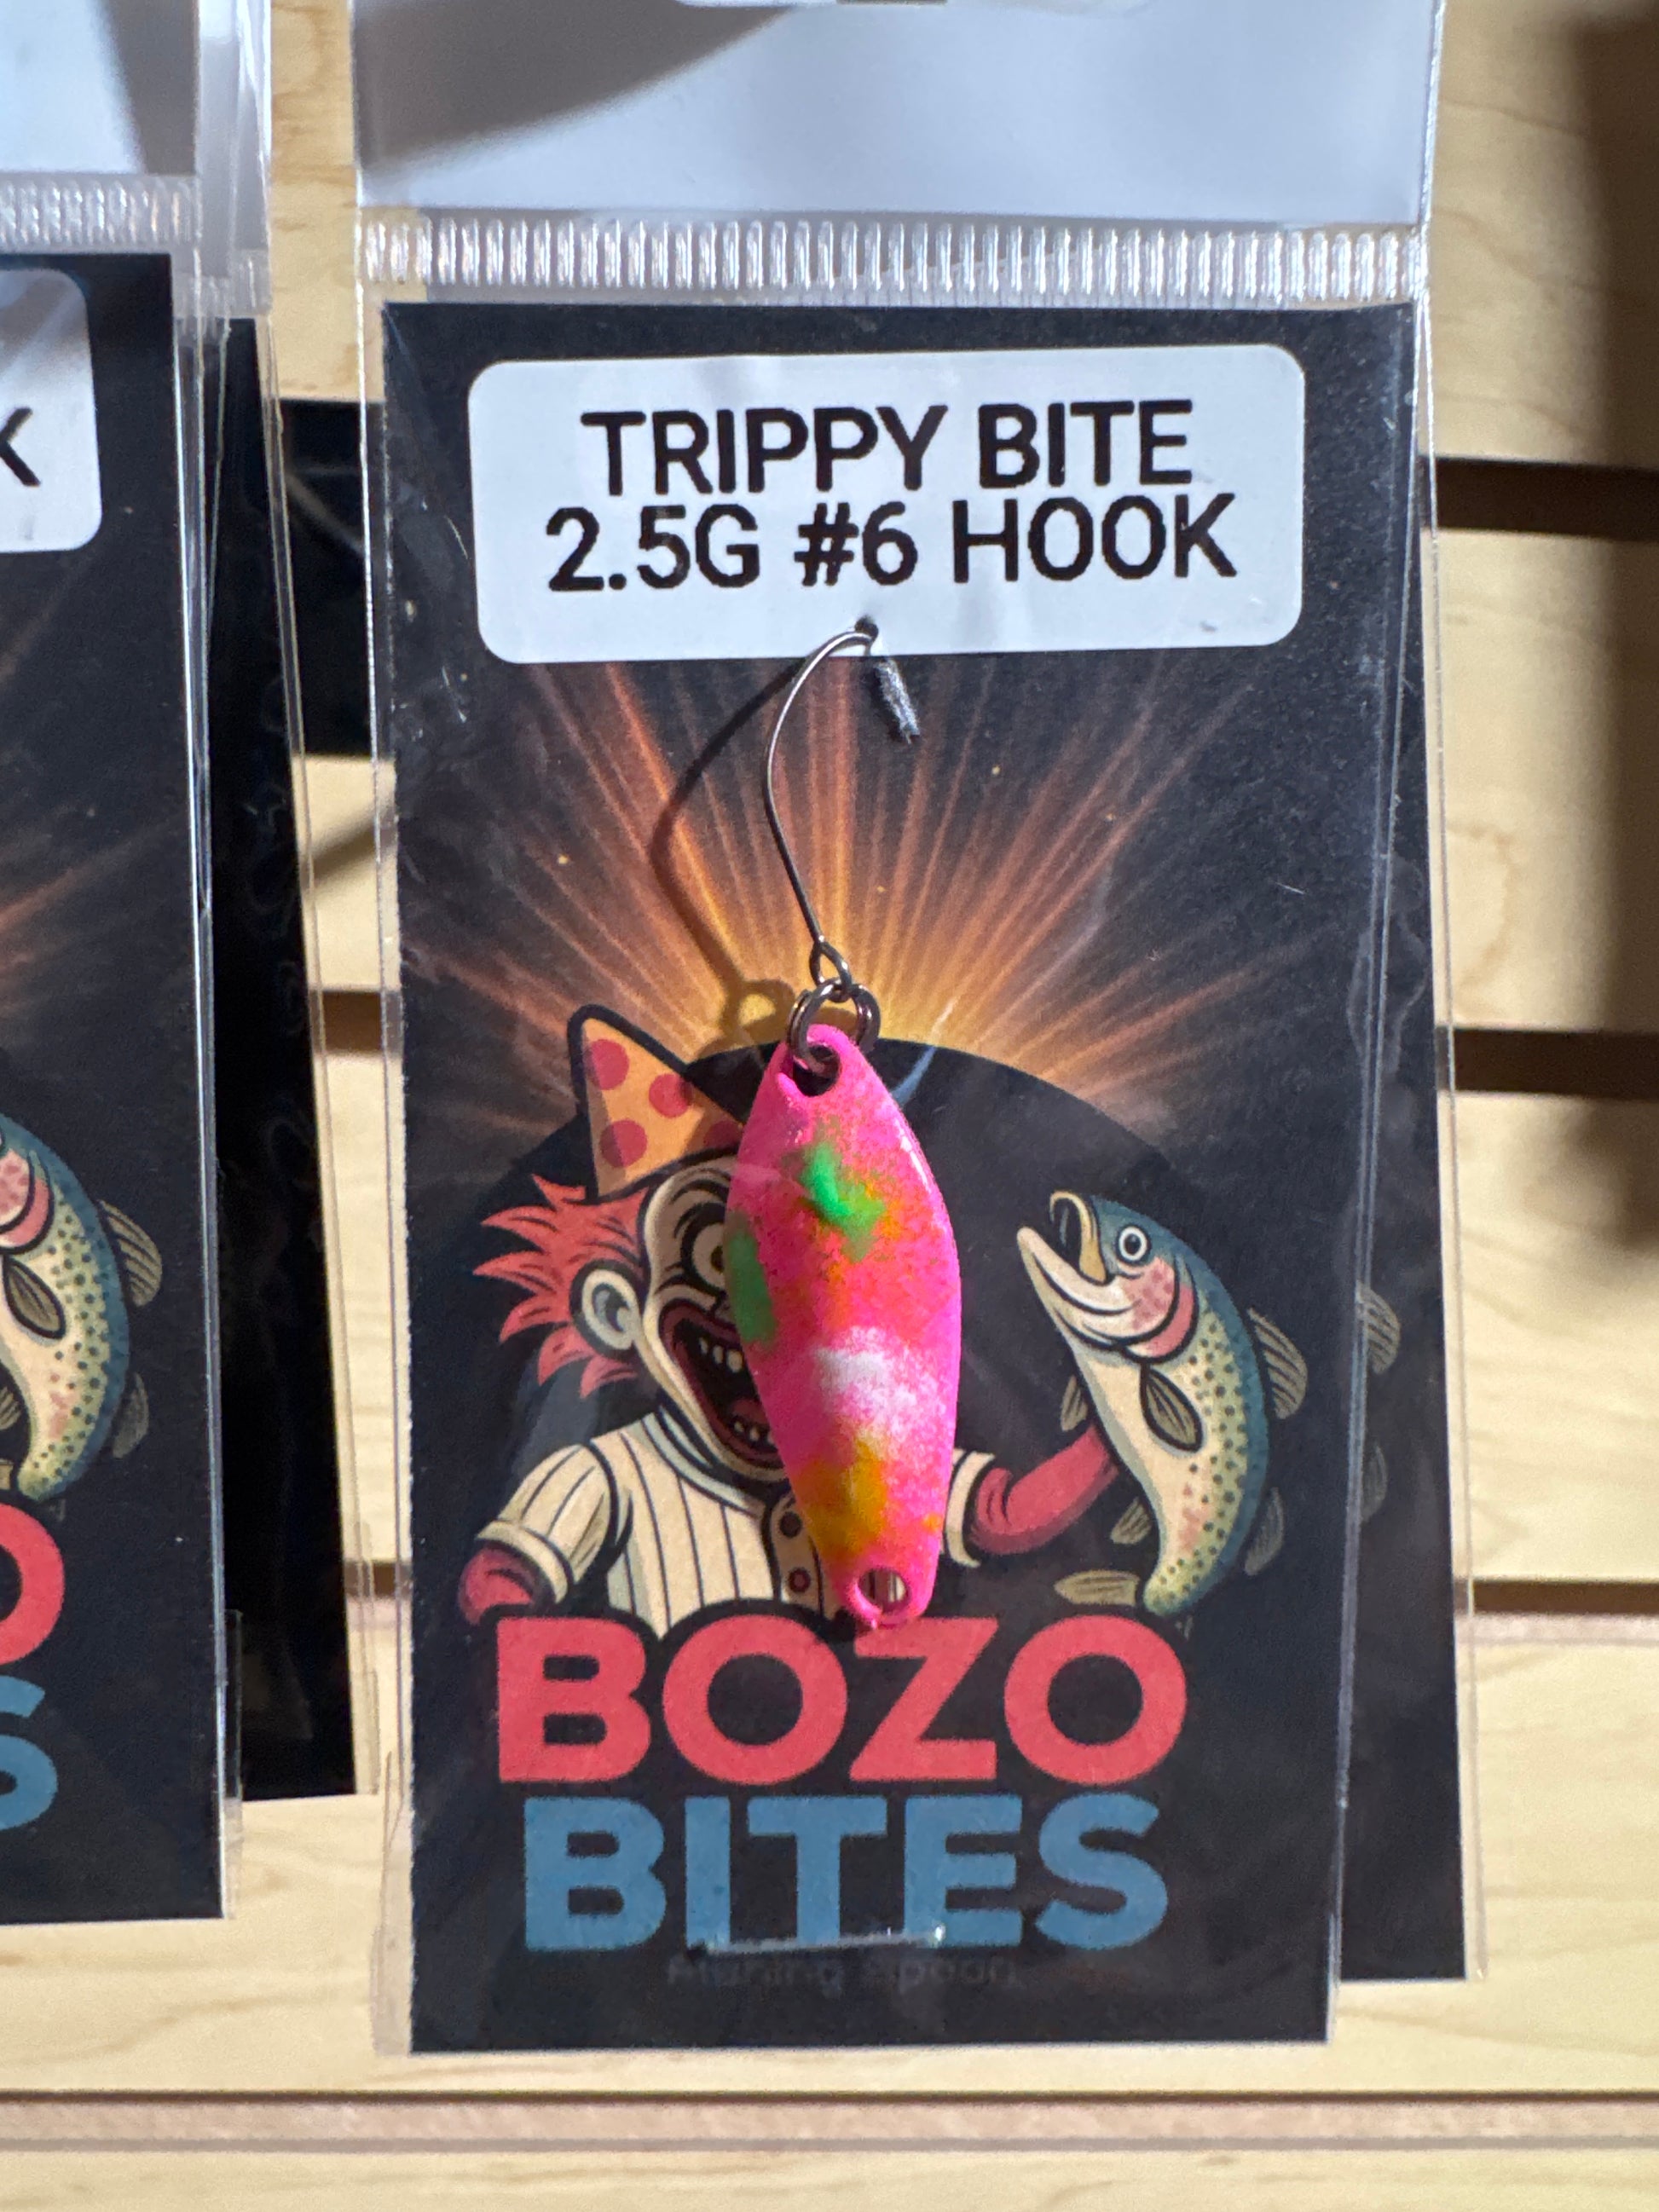 TRIPPY BITE
2.5G #6 HOOK
BOZO
BITES
K
O
S